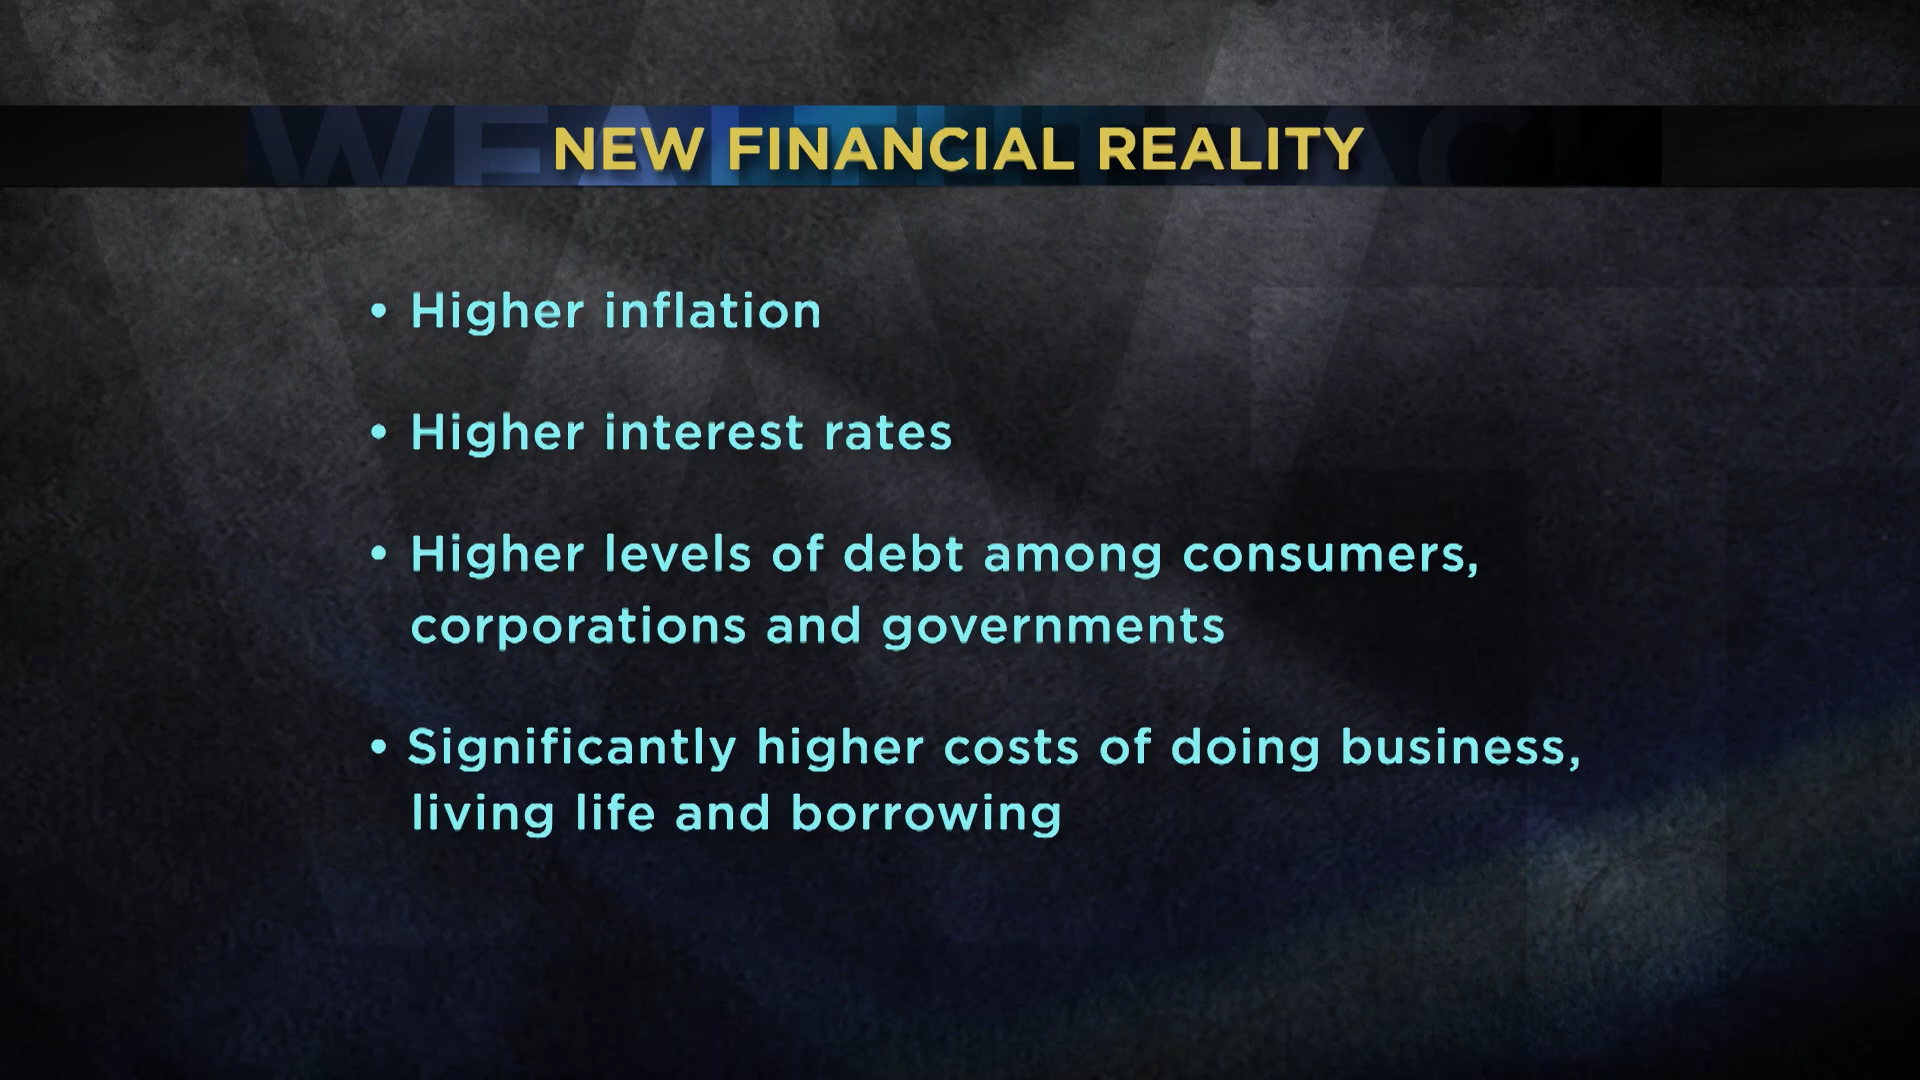 WEALTHTRACK
NEW FINANCIAL REALITY
• Higher inflation
• Higher interest rates
• Higher levels of debt among consumers,
corporations and governments
• Significantly higher costs of doing business,
living life and borrowing